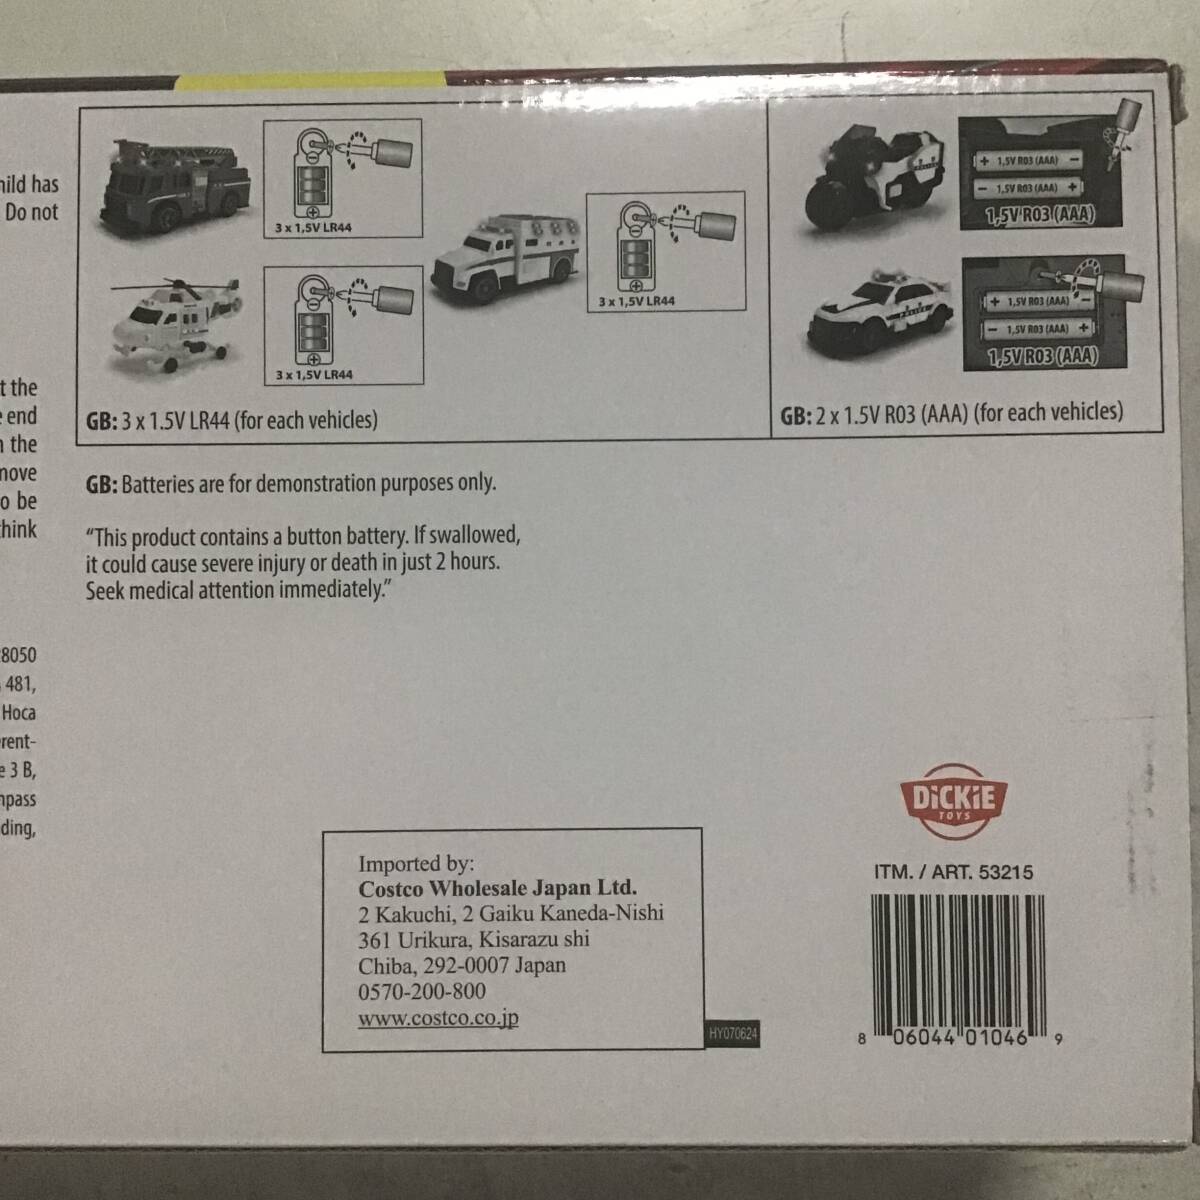 hild has
Do not
t the
end
the
move
o be
think
8050
481,
Hoca
rent-
3 B,
pass
ding,
3 x 1,5V LR44
3 x 1,5V LR44
3 x 1,5V LR44
GB: 3 x 1.5V LR44 (for each vehicles)
+ 1,5V R03 (AAA) −
− 1,5V R03 (AAA) +
1,5V R03 (AAA)
POLICE
+ 1,5V R03 (AAA) −
− 1,5V R03 (AAA) +
1,5V R03 (AAA)
GB: 2 x 1.5V R03 (AAA) (for each vehicles)
GB: Batteries are for demonstration purposes only.
“This product contains a button battery. If swallowed,
it could cause severe injury or death in just 2 hours.
Seek medical attention immediately.”
Imported by:
Costco Wholesale Japan Ltd.
2 Kakuchi, 2 Gaiku Kaneda-Nishi
361 Urikura, Kisarazu shi
Chiba, 292-0007 Japan
0570-200-800
www.costco.co.jp
HY070624
DiCKiE
TOYS
ITM. / ART. 53215
8 06044 01046 9